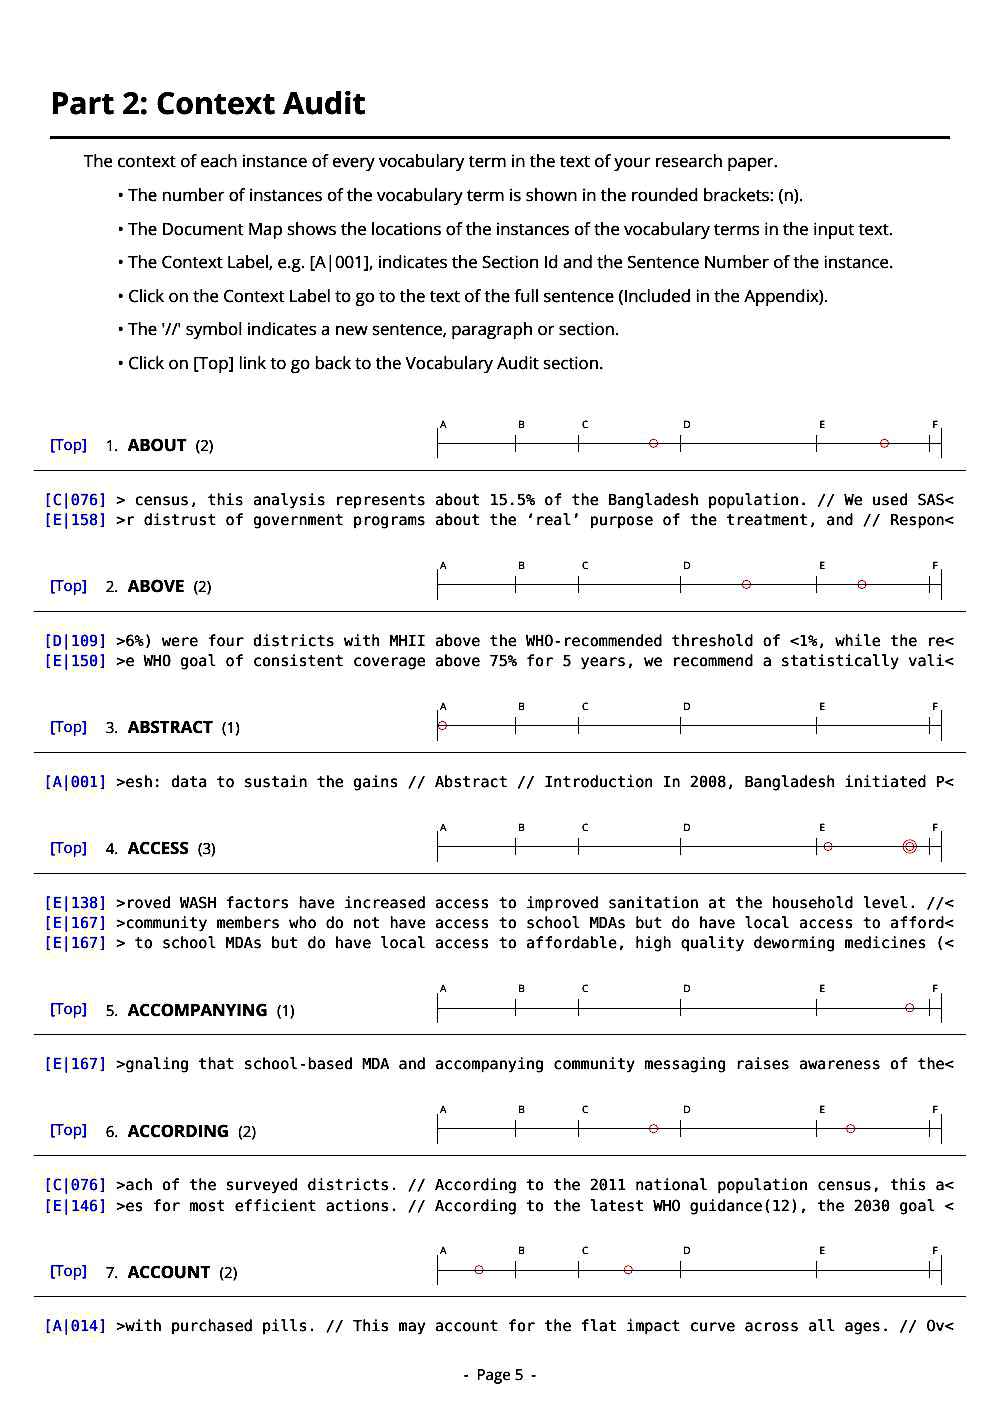 Part 2: Context Audit
The context of each instance of every vocabulary term in the text of your research paper.
• The number of instances of the vocabulary term is shown in the rounded brackets: (n).
• The Document Map shows the locations of the instances of the vocabulary terms in the input text.
• The Context Label, e.g. [A|001], indicates the Section Id and the Sentence Number of the instance.
• Click on the Context Label to go to the text of the full sentence (Included in the Appendix).
• The '//' symbol indicates a new sentence, paragraph or section.
• Click on [Top] link to go back to the Vocabulary Audit section.
A B C D E F
[Top] 1. ABOUT (2)
[C|076] > census, this analysis represents about 15.5% of the Bangladesh population. // We used SAS<
[E|158] >r distrust of government programs about the ‘real’ purpose of the treatment, and // Respon<
A B C D E F
[Top] 2. ABOVE (2)
[D|109] >6%) were four districts with MHII above the WHO-recommended threshold of <1%, while the re<
[E|150] >e WHO goal of consistent coverage above 75% for 5 years, we recommend a statistically vali<
A B C D E F
[Top] 3. ABSTRACT (1)
[A|001] >esh: data to sustain the gains // Abstract // Introduction In 2008, Bangladesh initiated P<
A B C D E F
[Top] 4. ACCESS (3)
[E|138] >roved WASH factors have increased access to improved sanitation at the household level. //<
[E|167] >community members who do not have access to school MDAs but do have local access to afford<
[E|167] > to school MDAs but do have local access to affordable, high quality deworming medicines (<
A B C D E F
[Top] 5. ACCOMPANYING (1)
[E|167] >gnaling that school-based MDA and accompanying community messaging raises awareness of the<
A B C D E F
[Top] 6. ACCORDING (2)
[C|076] >ach of the surveyed districts. // According to the 2011 national population census, this a<
[E|146] >es for most efficient actions. // According to the latest WHO guidance(12), the 2030 goal <
A B C D E F
[Top] 7. ACCOUNT (2)
[A|014] >with purchased pills. // This may account for the flat impact curve across all ages. // Ov<
- Page 5 -